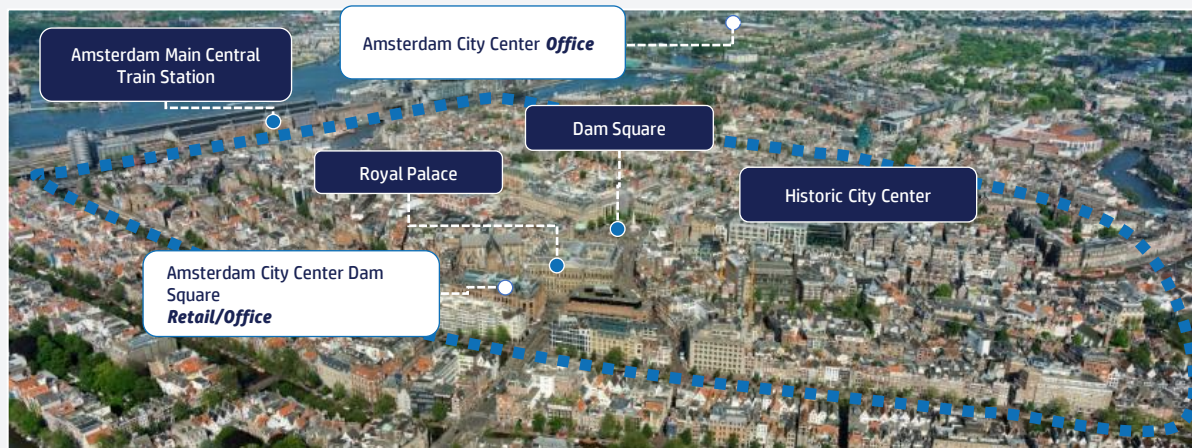 Amsterdam Main Central
Train Station
Amsterdam City Center Office
Dam Square
Royal Palace
Historic City Center
Amsterdam City Center Dam
Square
Retail/Office